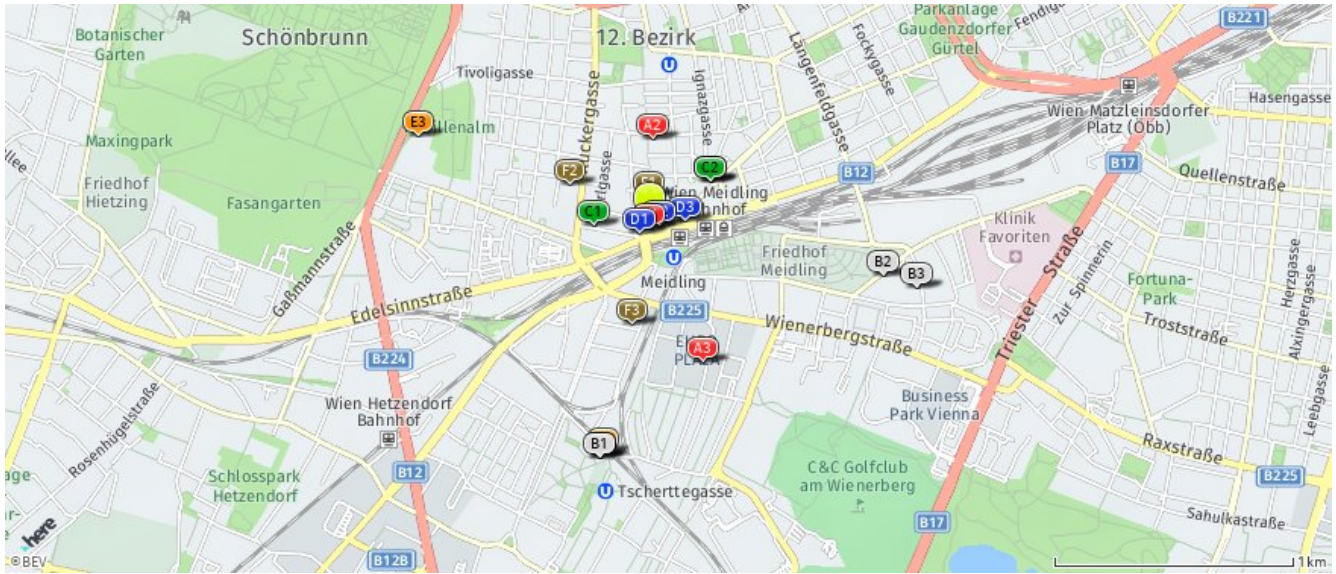 Botanischer
Garten
Schönbrunn
12. Bezirk
Parkanlage
Gaudenzdorfer
Gürtel
Fendigasse
B221
Tivoligasse
Ignazgasse
Längenfeldgasse
Fockygasse
Hasengasse
Wien Matzleinsdorfer
Platz (Öbb)
E3
A2
Maxingpark
F2
C2
Friedhof
Hietzing
Fasangarten
B12
B17
Quellenstraße
C1
D1
D3
Klinik
Favoriten
Friedhof
Meidling
B2
B3
Meidling
Gaßmannstraße
Edelsinnstraße
F3
B225
Wienerbergstraße
Triester Straße
Zur Spinnerin
Fortuna-
Park
Troststraße
Herzgasse
Alxingergasse
A3
B224
Wien Hetzendorf
Bahnhof
Business
Park Vienna
Leebgasse
Rosenhügelstraße
B1
Raxstraße
B12
Schlosspark
Hetzendorf
C&C Golfclub
am Wienerberg
B225
Tscherttegasse
B17
Sahulkastraße
here
©BEV
B12B
1km